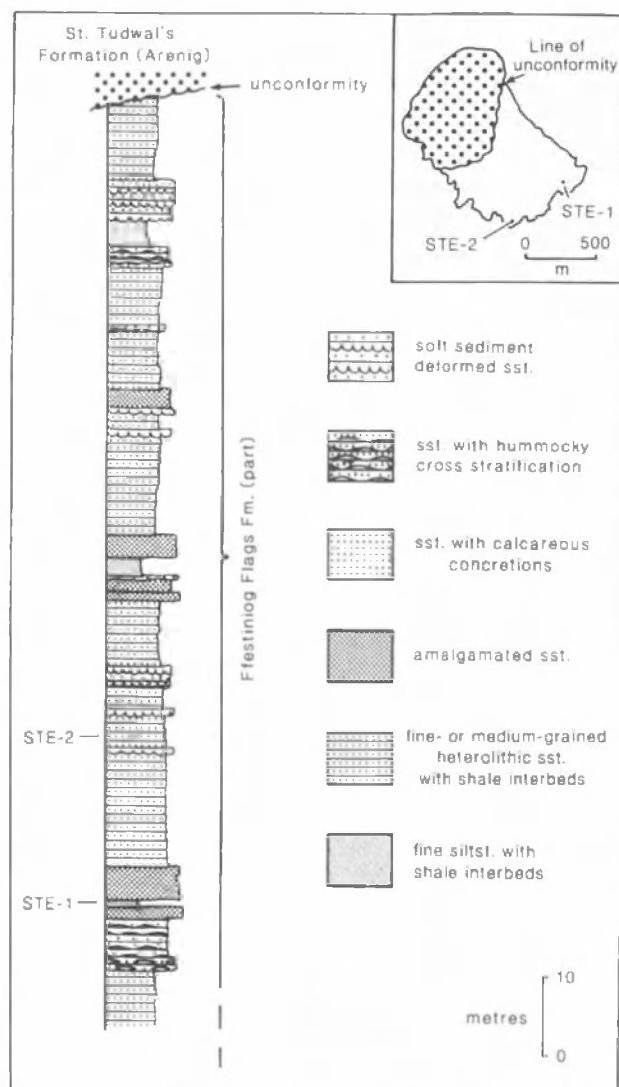 St. Tudwal's
Formation (Arenig)
unconformity
Line of
unconformity
STE-1
STE-2
0 500
m
soft sediment
deformed sst.
sst. with hummocky
cross stratification
sst. with calcareous
concretions
amalgamated sst.
fine- or medium-grained
heterolithic sst.
with shale interbeds
fine siltst. with
shale interbeds
Ffestiniog Flags Fm. (part)
STE-2
STE-1
10
metres
0